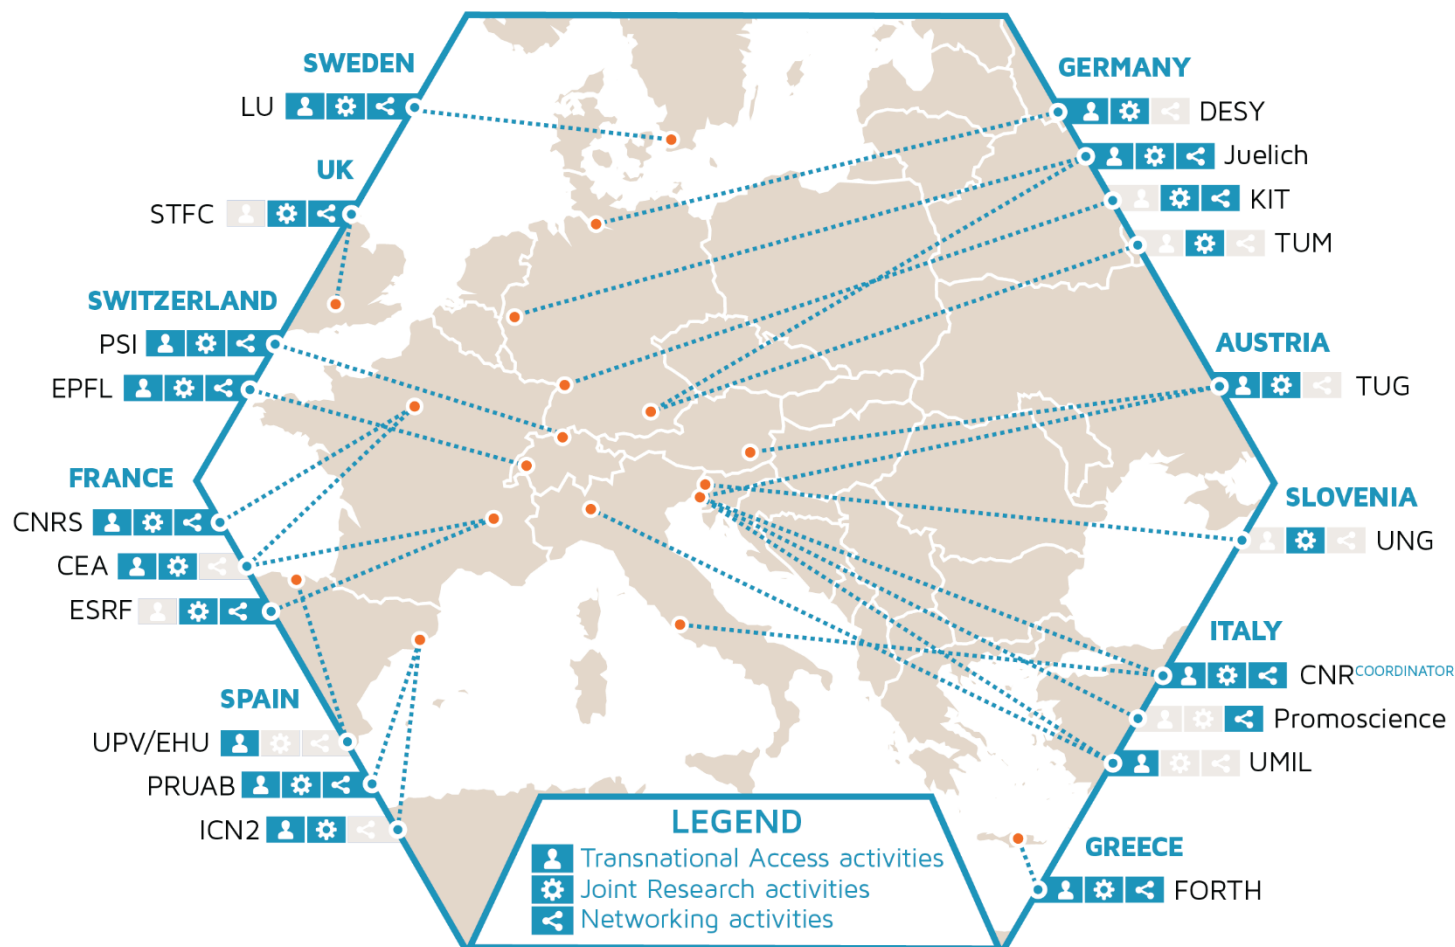 SWEDEN
LU
UK
STFC
SWITZERLAND
PSI
EPFL
FRANCE
CNRS
CEA
ESRF
SPAIN
UPV/EHU
PRUAB
ICN2
GERMANY
DESY
Juelich
KIT
TUM
AUSTRIA
TUG
SLOVENIA
UNG
ITALY
CNR COORDINATOR
Promoscience
UMIL
GREECE
FORTH
LEGEND
Transnational Access activities
Joint Research activities
Networking activities